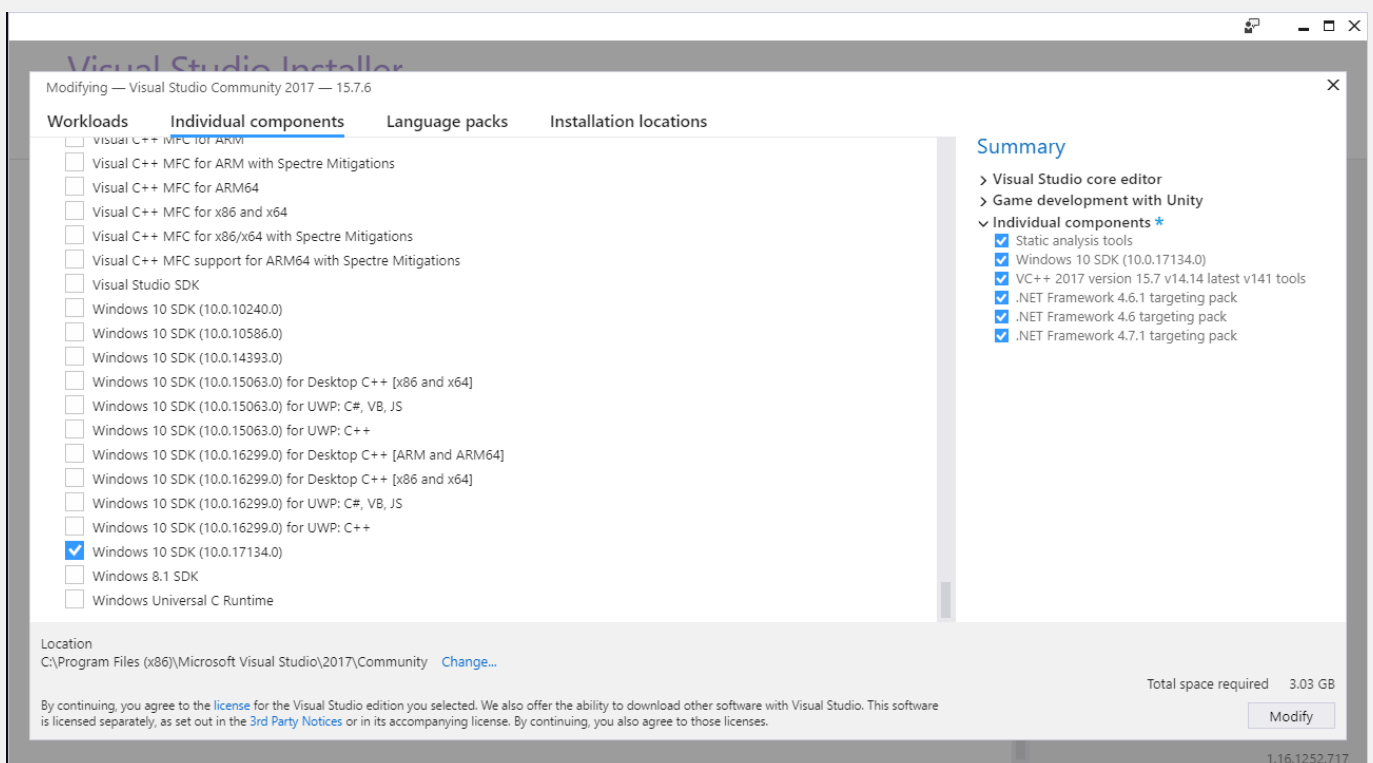 Visual Studio Installer
Modifying — Visual Studio Community 2017 — 15.7.6
Workloads Individual components Language packs Installation locations
Visual C++ MFC for ARM
Visual C++ MFC for ARM with Spectre Mitigations
Visual C++ MFC for ARM64
Visual C++ MFC for x86 and x64
Visual C++ MFC for x86/x64 with Spectre Mitigations
Visual C++ MFC support for ARM64 with Spectre Mitigations
Visual Studio SDK
Windows 10 SDK (10.0.10240.0)
Windows 10 SDK (10.0.10586.0)
Windows 10 SDK (10.0.14393.0)
Windows 10 SDK (10.0.15063.0) for Desktop C++ [x86 and x64]
Windows 10 SDK (10.0.15063.0) for UWP: C#, VB, JS
Windows 10 SDK (10.0.15063.0) for UWP: C++
Windows 10 SDK (10.0.16299.0) for Desktop C++ [ARM and ARM64]
Windows 10 SDK (10.0.16299.0) for Desktop C++ [x86 and x64]
Windows 10 SDK (10.0.16299.0) for UWP: C#, VB, JS
Windows 10 SDK (10.0.16299.0) for UWP: C++
Windows 10 SDK (10.0.17134.0)
Windows 8.1 SDK
Windows Universal C Runtime
Summary
Visual Studio core editor
Game development with Unity
Individual components *
Static analysis tools
Windows 10 SDK (10.0.17134.0)
VC++ 2017 version 15.7 v14.14 latest v141 tools
.NET Framework 4.6.1 targeting pack
.NET Framework 4.6 targeting pack
.NET Framework 4.7.1 targeting pack
Location
C:\Program Files (x86)\Microsoft Visual Studio\2017\Community Change...
Total space required 3.03 GB
By continuing, you agree to the license for the Visual Studio edition you selected. We also offer the ability to download other software with Visual Studio. This software
is licensed separately, as set out in the 3rd Party Notices or in its accompanying license. By continuing, you also agree to those licenses.
Modify
1.16.1252.717